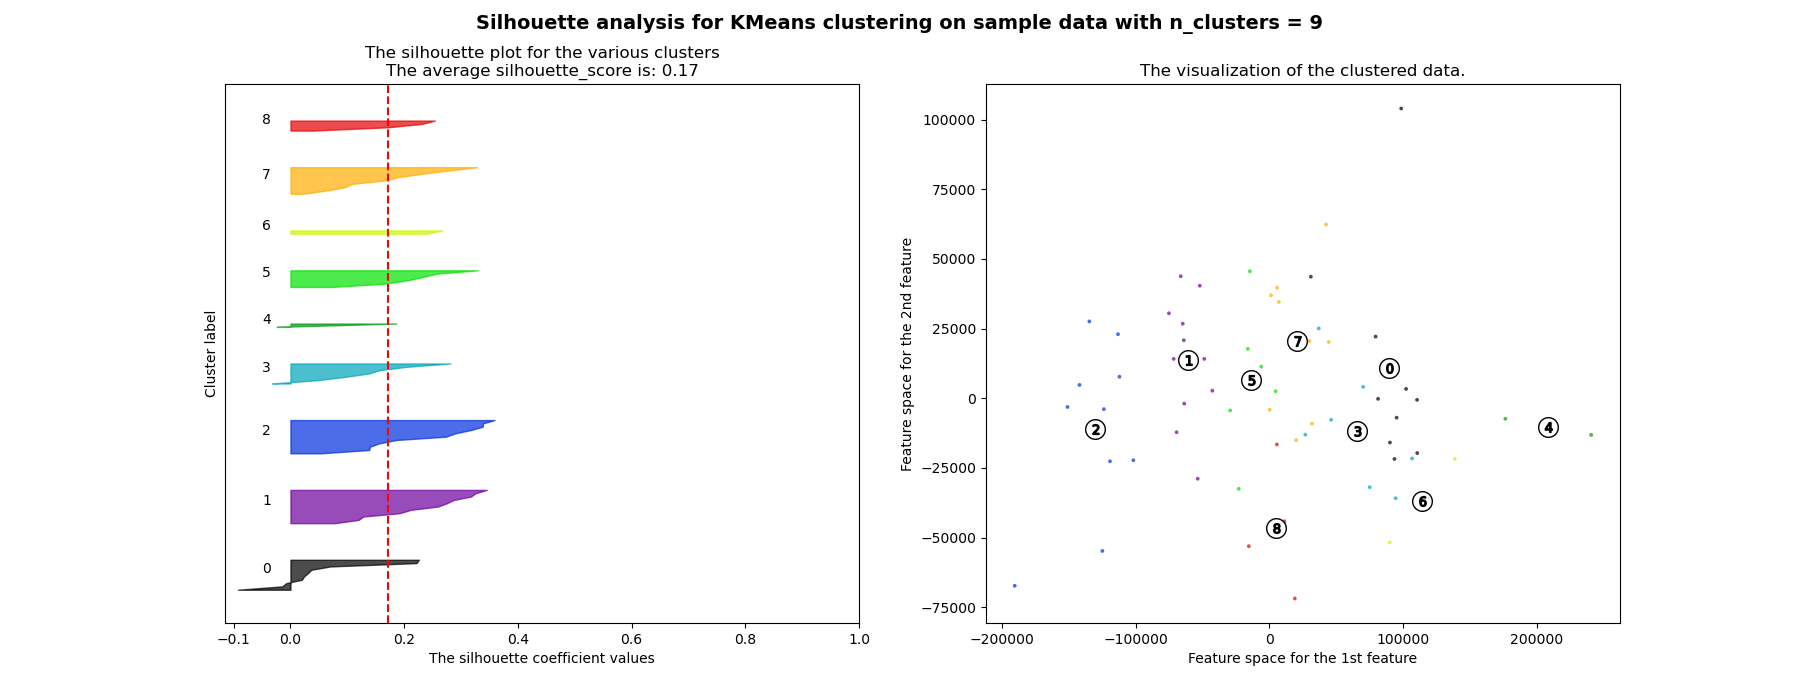 Silhouette analysis for KMeans clustering on sample data with n_clusters = 9
The silhouette plot for the various clusters
The average silhouette_score is: 0.17
8
7
6
5
4
3
2
1
0
Cluster label
−0.1 0.0 0.2 0.4 0.6 0.8 1.0
The silhouette coefficient values
The visualization of the clustered data.
100000
75000
50000
25000
0
−25000
−50000
−75000
Feature space for the 2nd feature
7
1
0
5
2
3
4
6
8
−200000 −100000 0 100000 200000
Feature space for the 1st feature